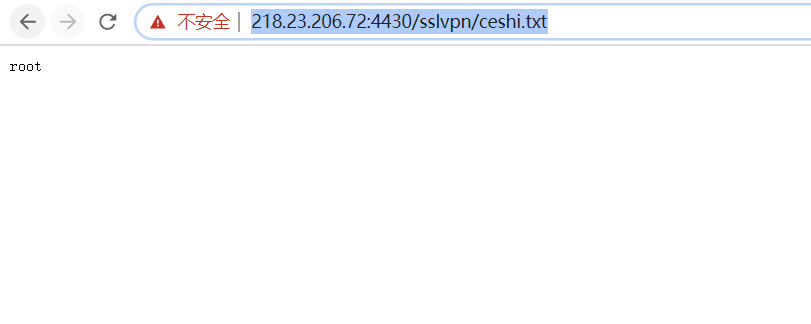 不安全 | 218.23.206.72:4430/sslvpn/ceshi.txt
root